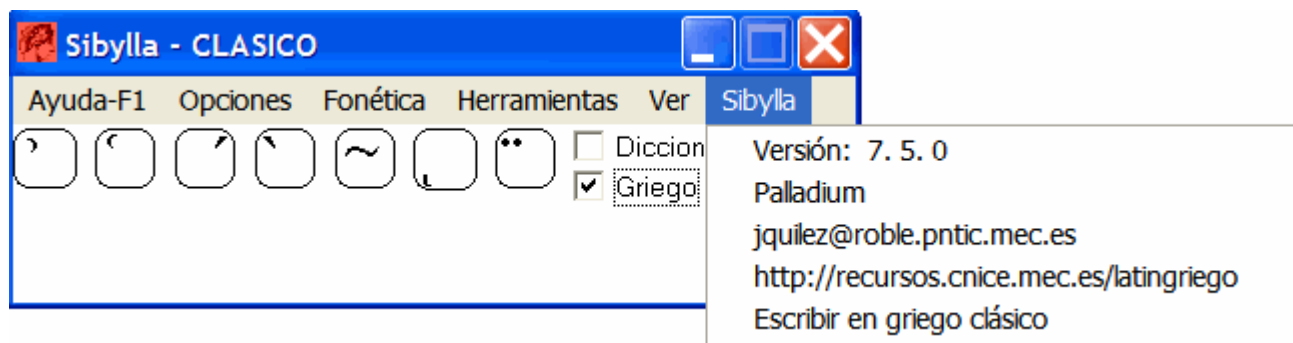 Sibylla - CLASICO
Ayuda-F1 Opciones Fonética Herramientas Ver Sibylla
Diccion
Griego
Versión: 7. 5. 0
Palladium
jquilez@roble.pntic.mec.es
http://recursos.cnice.mec.es/latingriego
Escribir en griego clásico